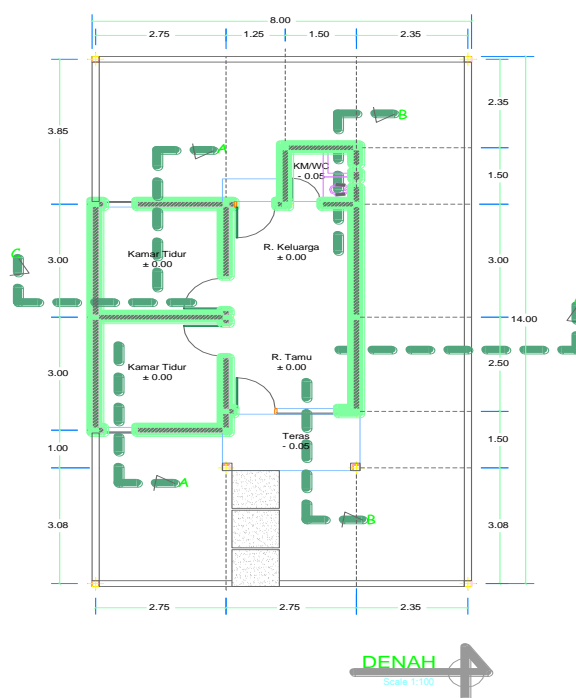 8.00
2.75
1.25
1.50
2.35
3.85
2.35
B
A
KM/WC
- 0.05
1.50
C
Kamar Tidur
± 0.00
R. Keluarga
± 0.00
3.00
3.00
14.00
Kamar Tidur
± 0.00
R. Tamu
± 0.00
3.00
2.50
Teras
- 0.05
1.00
1.50
A
B
3.08
3.08
2.75
2.75
2.35
DENAH
Scale 1:100